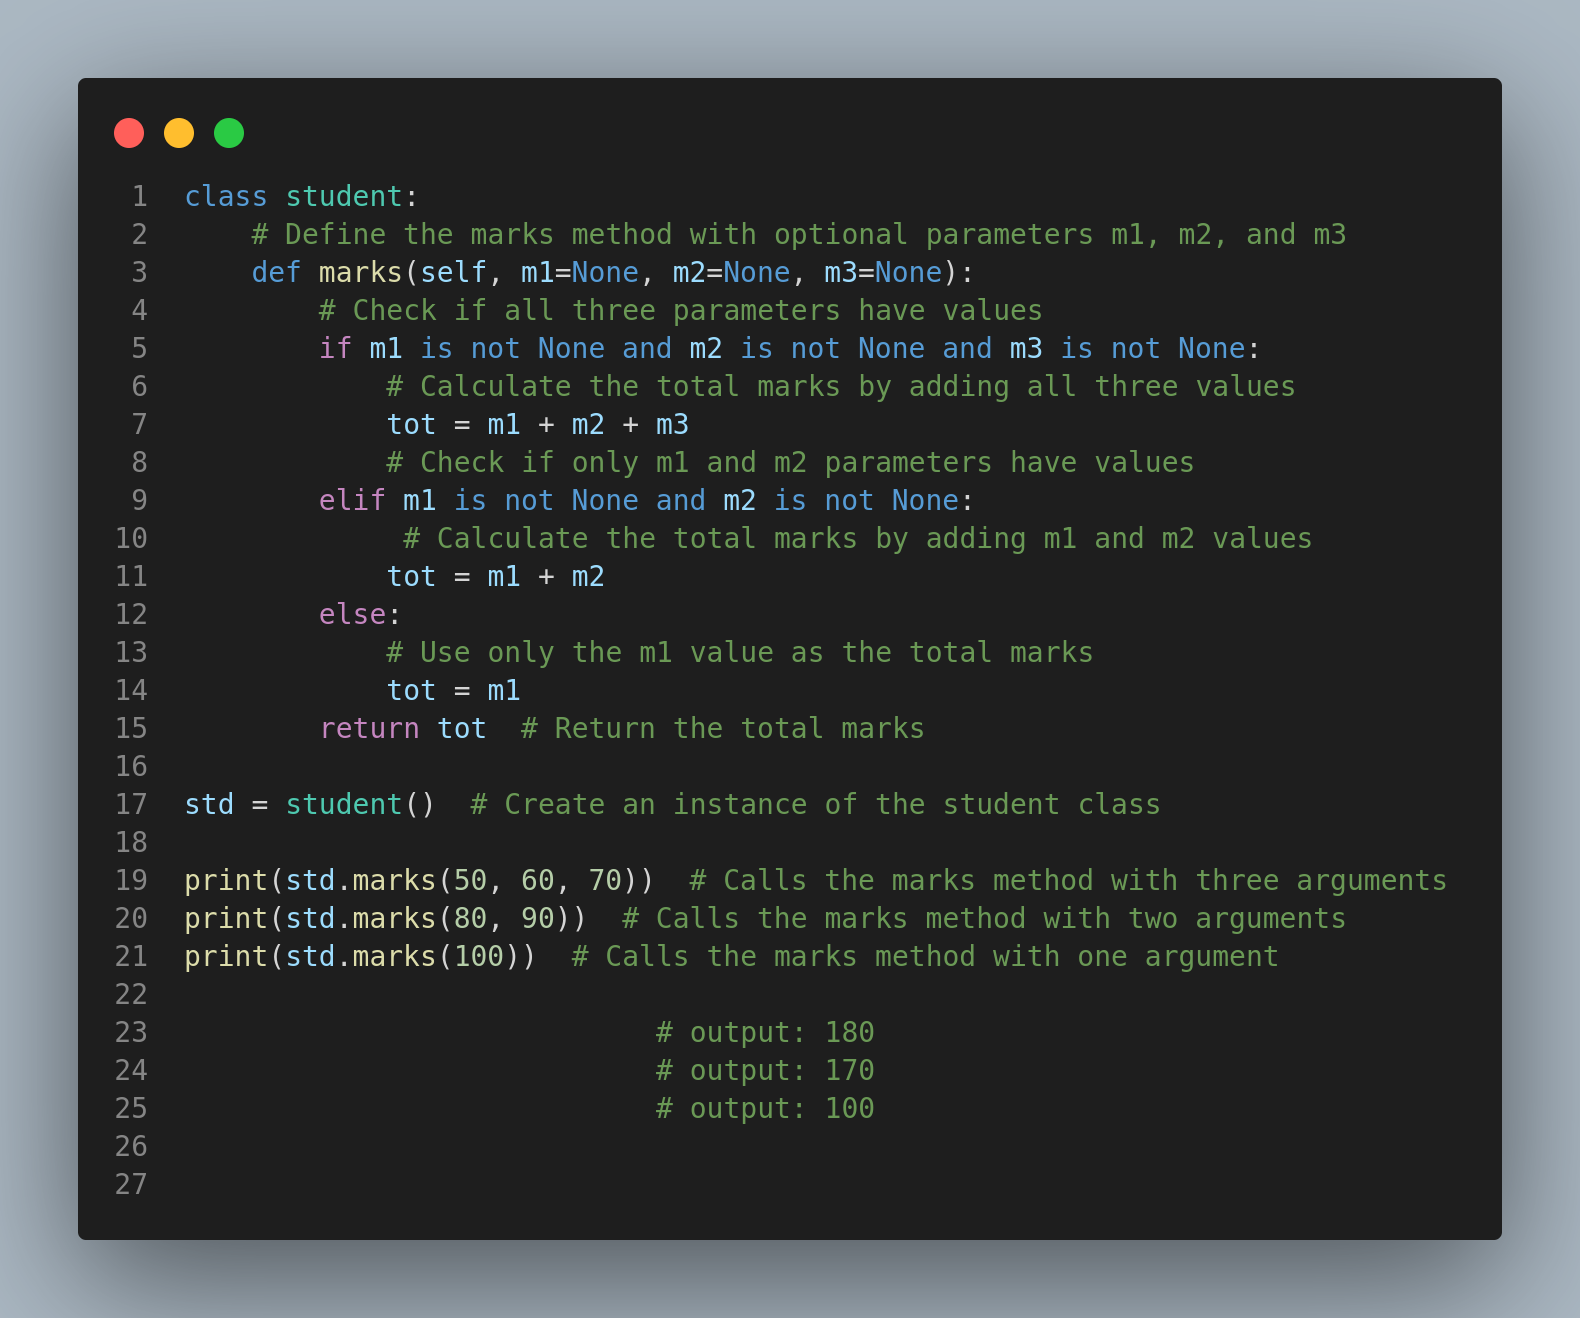 1 class student:
2     # Define the marks method with optional parameters m1, m2, and m3
3     def marks(self, m1=None, m2=None, m3=None):
4         # Check if all three parameters have values
5         if m1 is not None and m2 is not None and m3 is not None:
6             # Calculate the total marks by adding all three values
7             tot = m1 + m2 + m3
8             # Check if only m1 and m2 parameters have values
9         elif m1 is not None and m2 is not None:
10              # Calculate the total marks by adding m1 and m2 values
11             tot = m1 + m2
12         else:
13             # Use only the m1 value as the total marks
14             tot = m1
15         return tot  # Return the total marks
16
17 std = student()  # Create an instance of the student class
18
19 print(std.marks(50, 60, 70))  # Calls the marks method with three arguments
20 print(std.marks(80, 90))  # Calls the marks method with two arguments
21 print(std.marks(100))  # Calls the marks method with one argument
22
23                             # output: 180
24                             # output: 170
25                             # output: 100
26
27